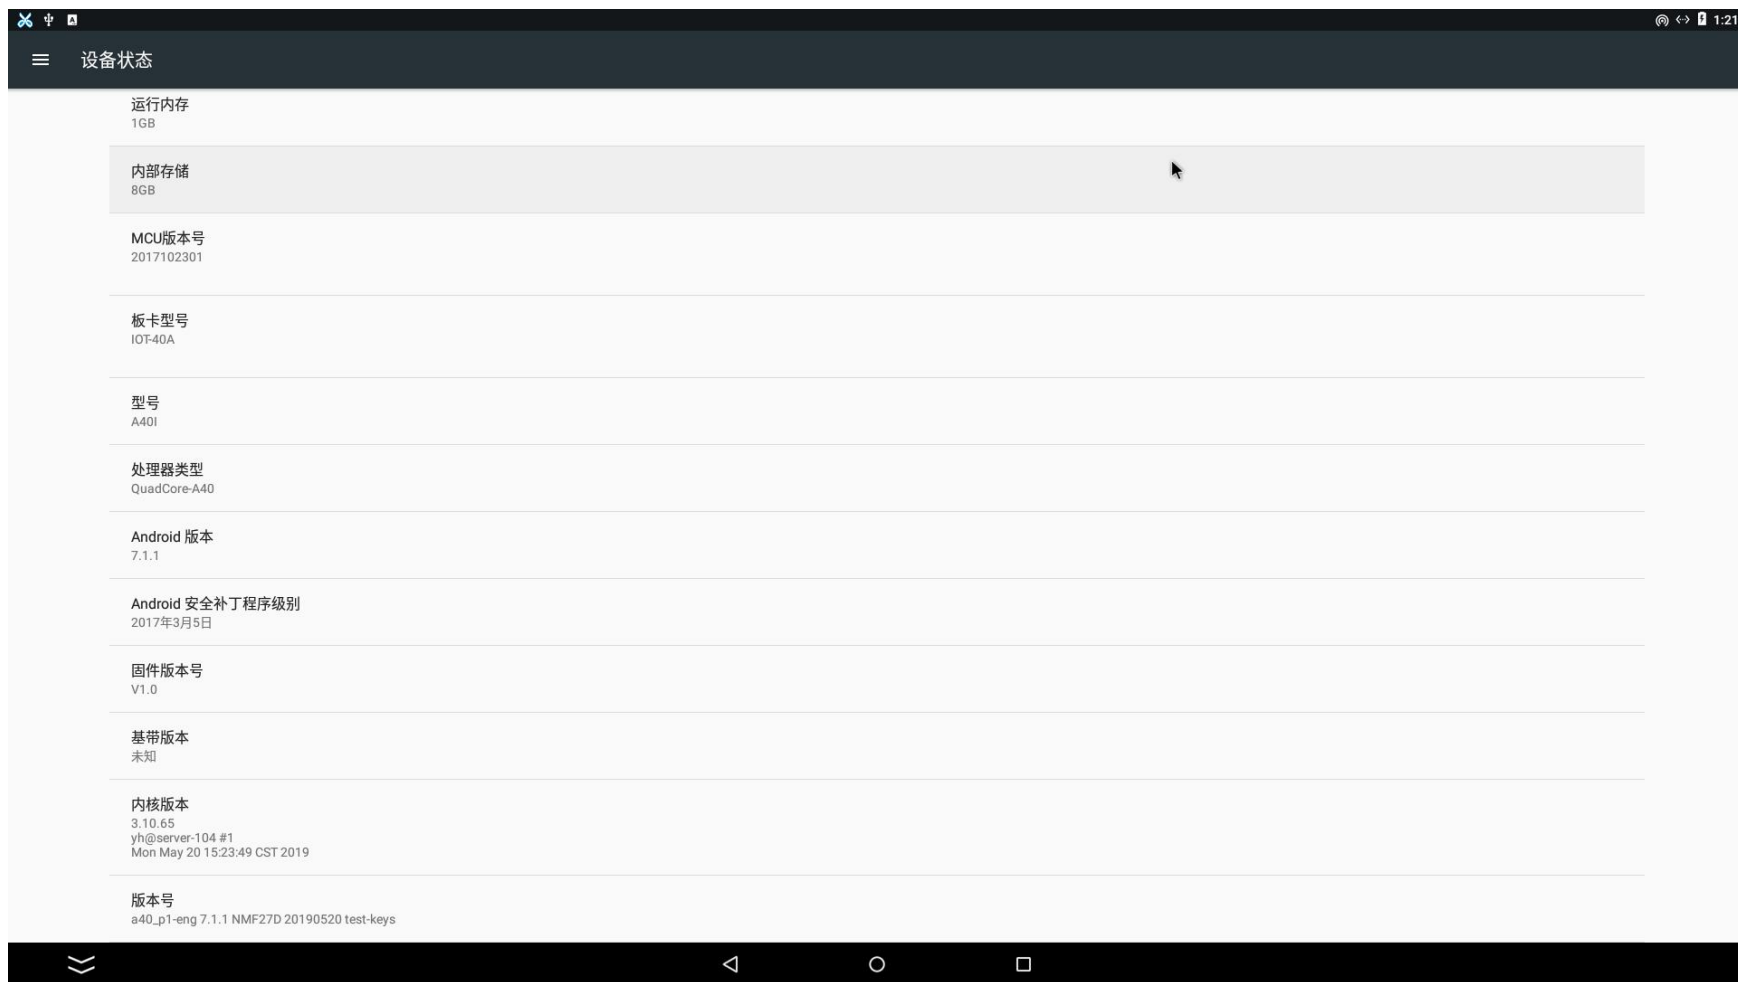 1:21
设备状态
运行内存
1GB
内部存储
8GB
MCU版本号
2017102301
板卡型号
IOT-40A
型号
A40I
处理器类型
QuadCore-A40
Android 版本
7.1.1
Android 安全补丁程序级别
2017年3月5日
固件版本号
V1.0
基带版本
未知
内核版本
3.10.65
yh@server-104 #1
Mon May 20 15:23:49 CST 2019
版本号
a40_p1-eng 7.1.1 NMF27D 20190520 test-keys